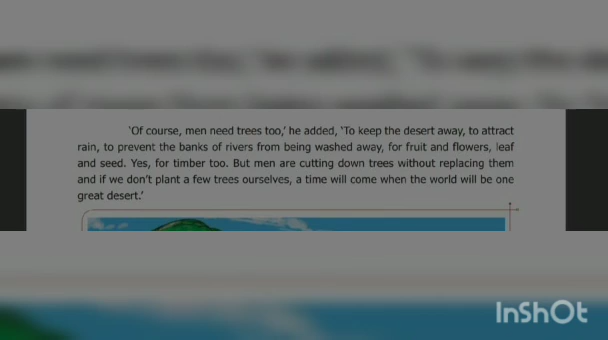 'Of course, men need trees too,' he added, 'To keep the desert away, to attract
rain, to prevent the banks of rivers from being washed away, for fruit and flowers, leaf
and seed. Yes, for timber too. But men are cutting down trees without replacing them
and if we don't plant a few trees ourselves, a time will come when the world will be one
great desert.'
InShOt